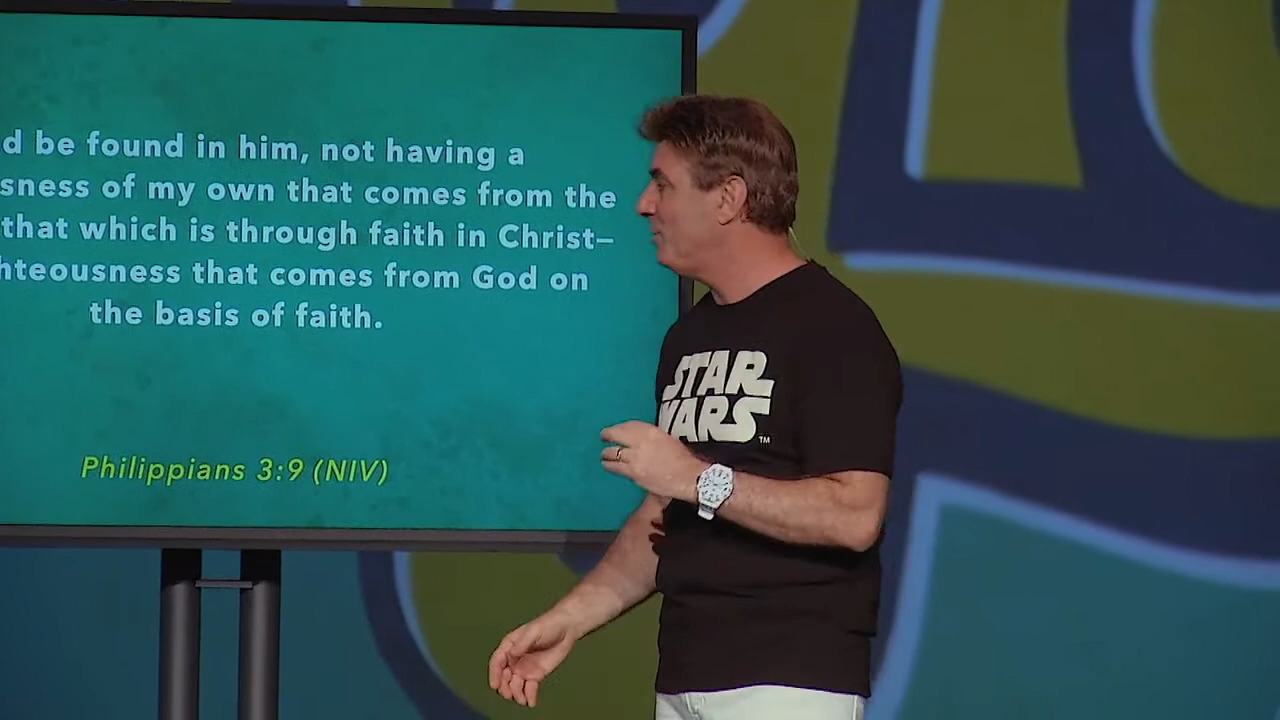 d be found in him, not having a
sness of my own that comes from the
that which is through faith in Christ—
hteousness that comes from God on
the basis of faith.
Philippians 3:9 (NIV)
STAR
WARS
TM